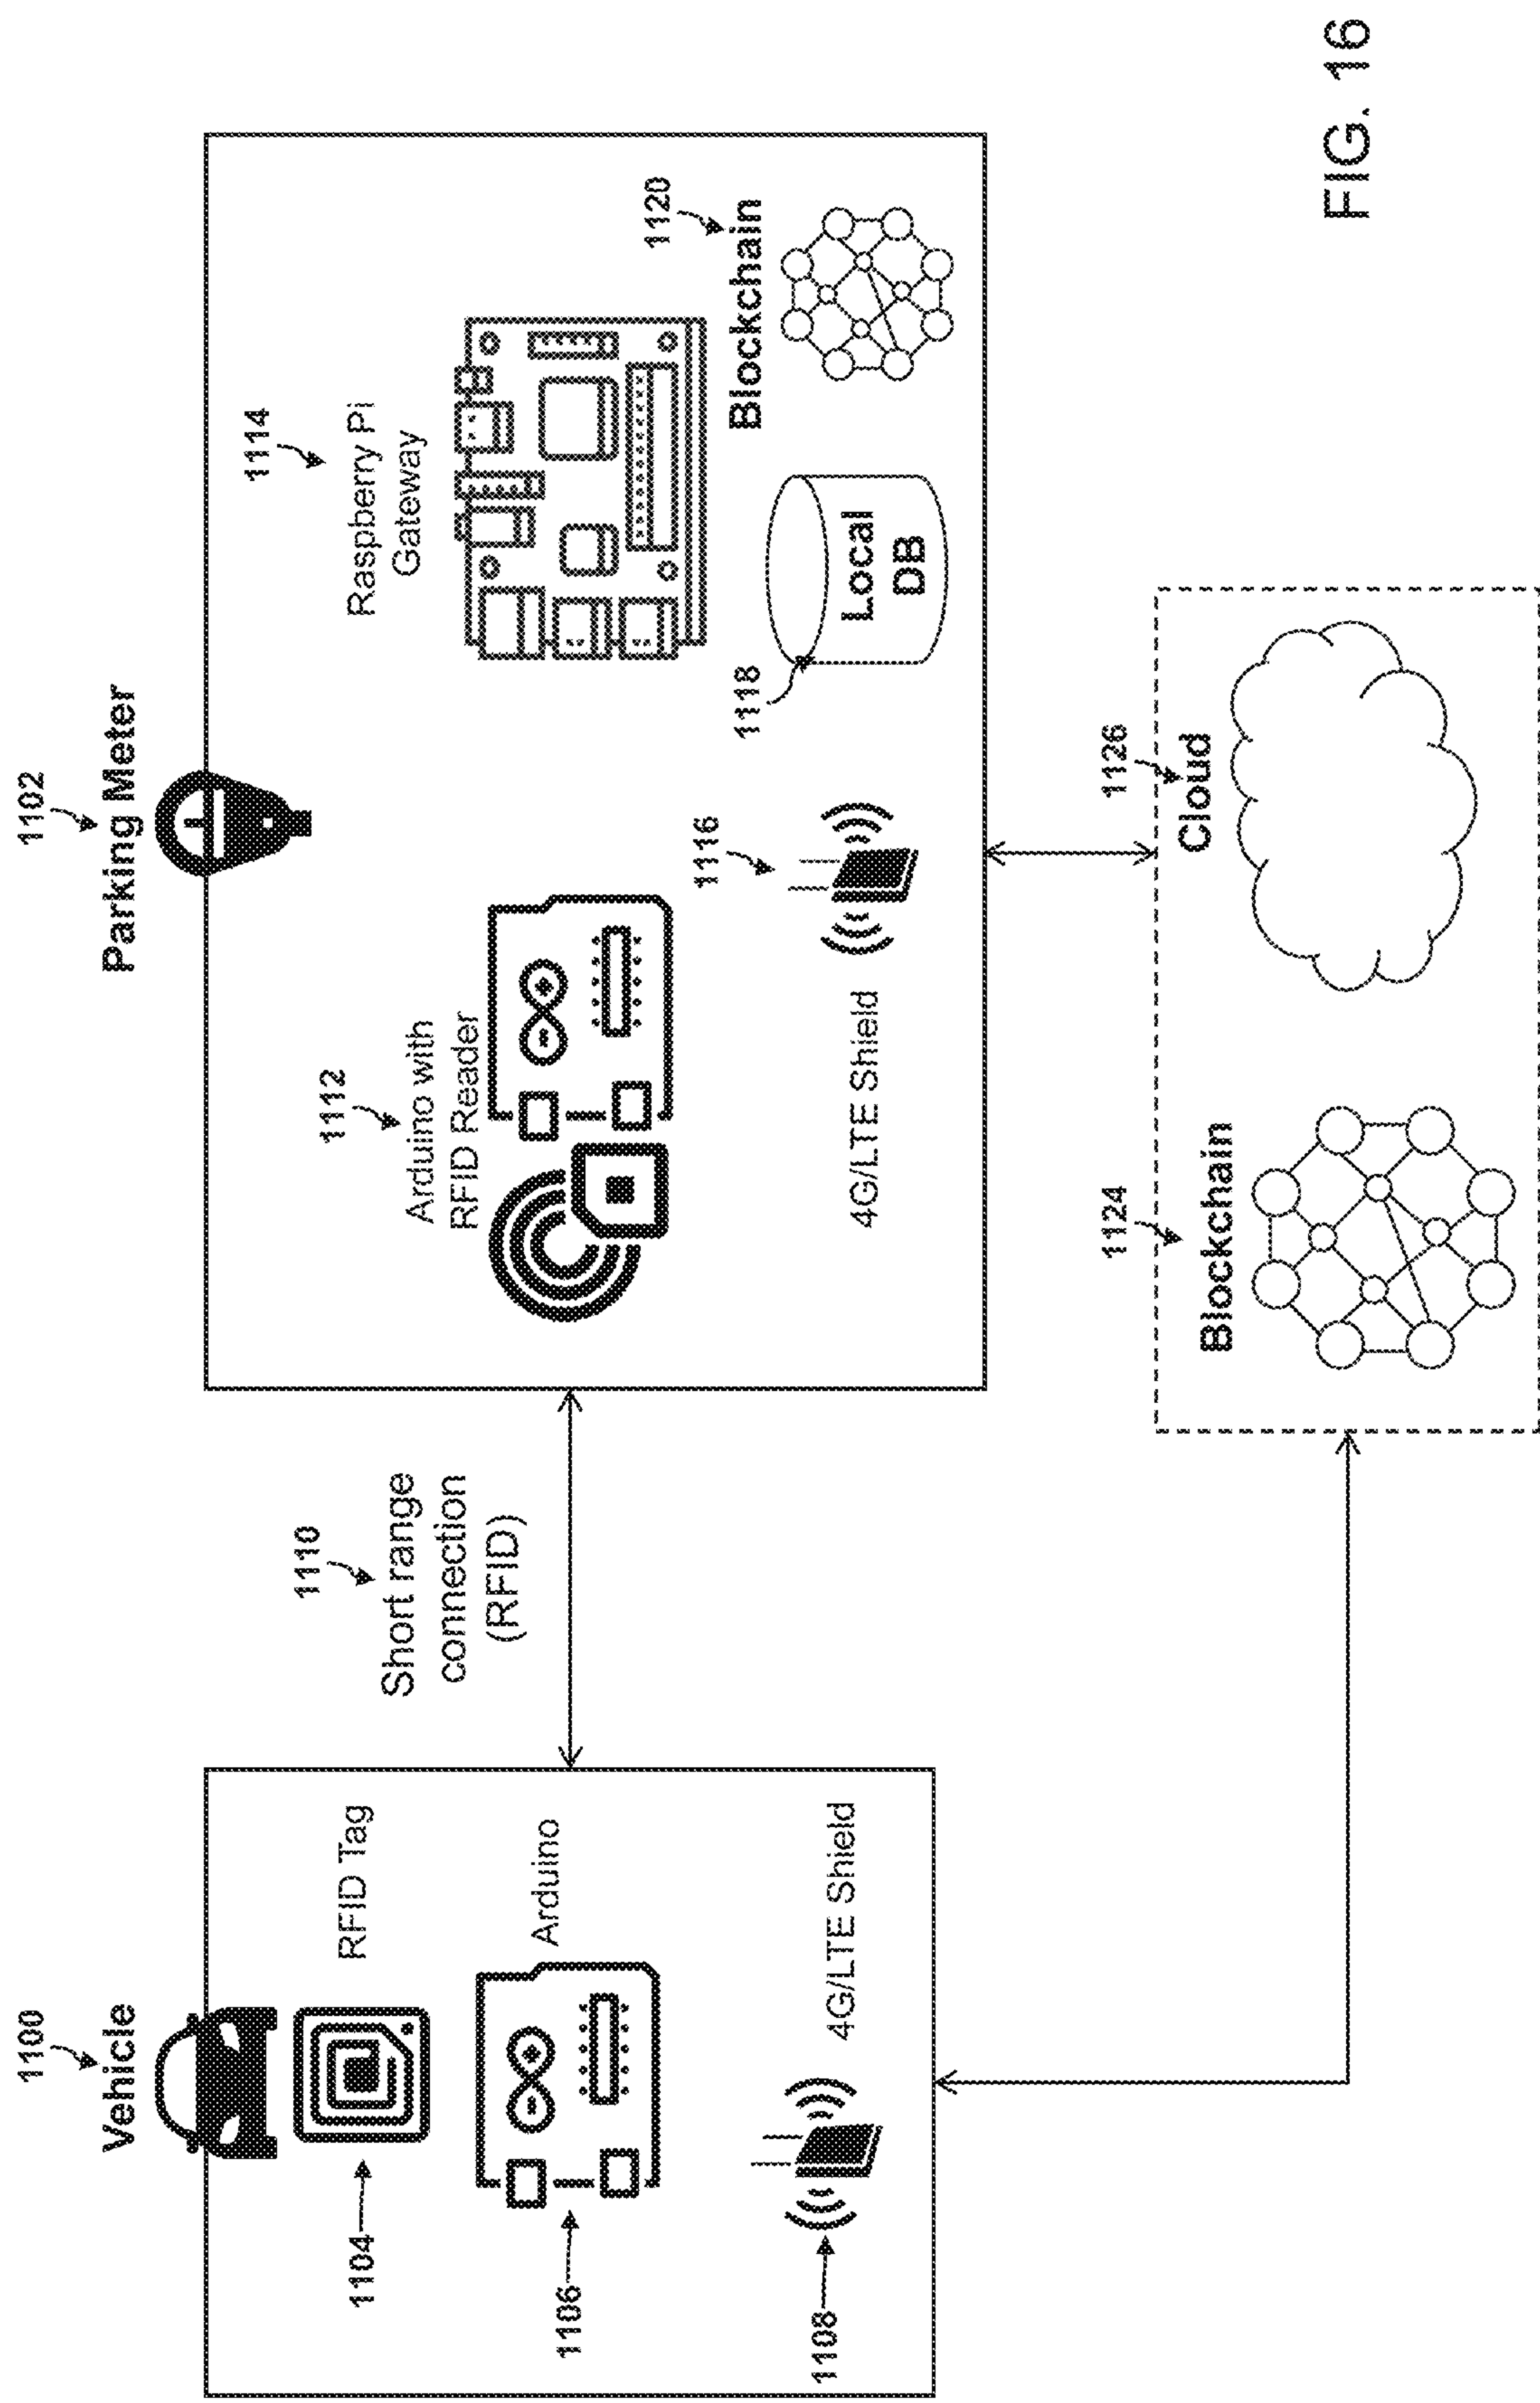 1100
Vehicle
1104
RFID Tag
1106
Arduino
1108
4G/LTE Shield
1110
Short range
connection
(RFID)
1102
Parking Meter
1112
Arduino with
RFID Reader
1114
Raspberry Pi
Gateway
1116
4G/LTE Shield
1118
Local
DB
1120
Blockchain
1124
Blockchain
1126
Cloud
FIG. 16